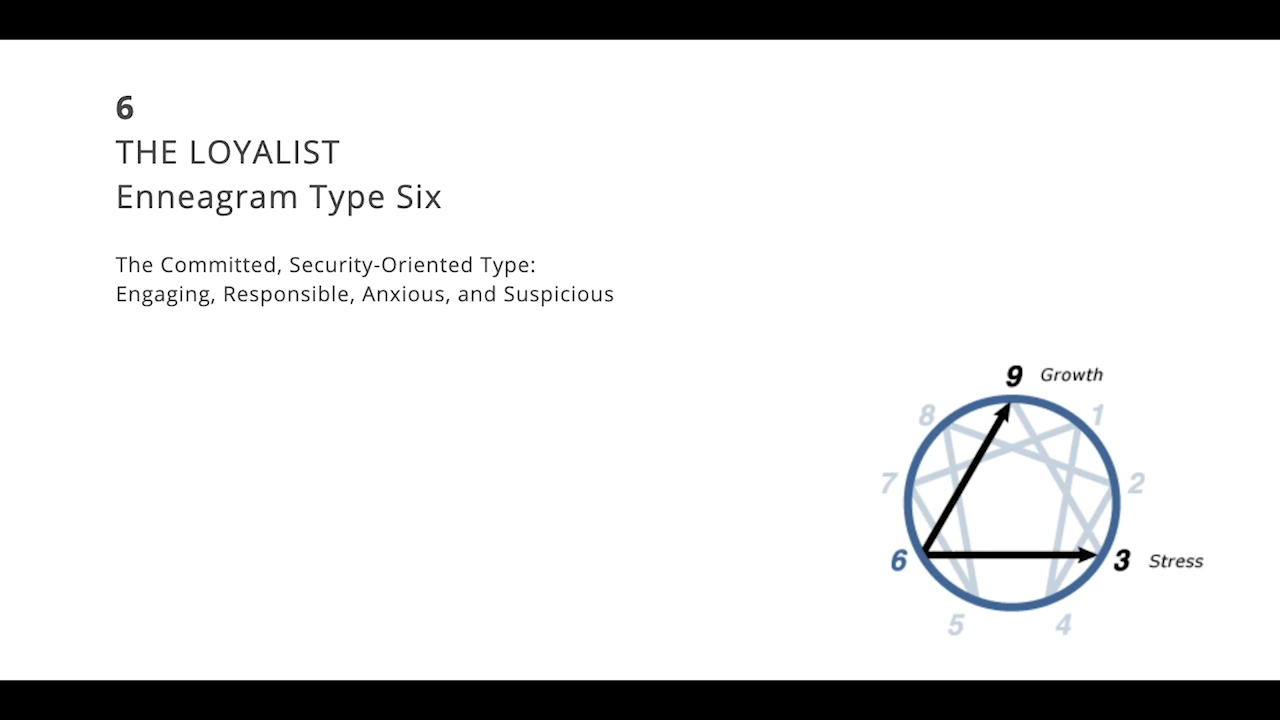 6
THE LOYALIST
Enneagram Type Six
The Committed, Security-Oriented Type:
Engaging, Responsible, Anxious, and Suspicious
9 Growth
8
1
7
2
6
3 Stress
5
4